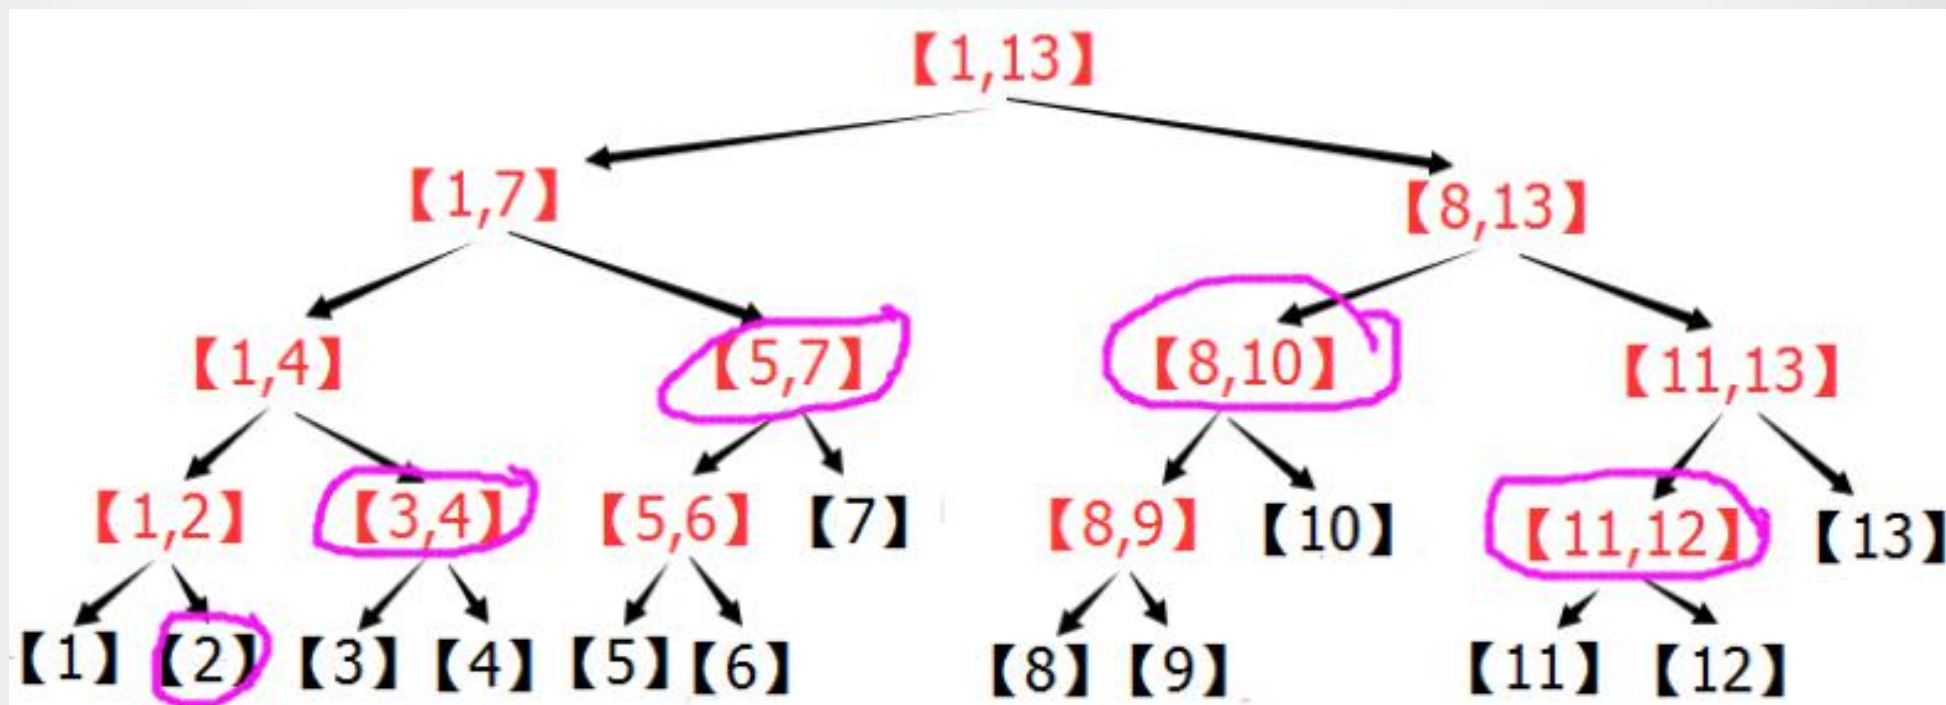 【1,13】
【1,7】 【8,13】
【1,4】 【5,7】 【8,10】 【11,13】
【1,2】 【3,4】 【5,6】 【7】 【8,9】 【10】 【11,12】 【13】
【1】 【2】 【3】 【4】 【5】 【6】 【8】 【9】 【11】 【12】